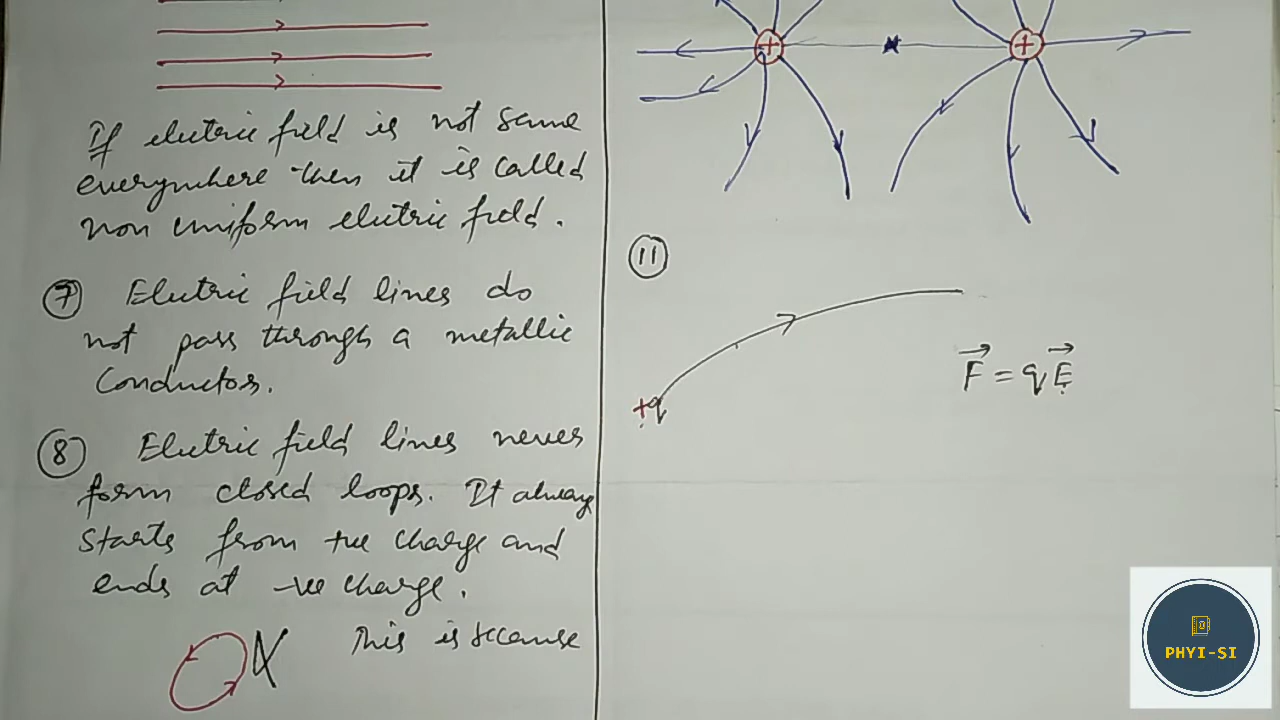 If electric field is not same
everywhere then it is called
non uniform electric field.
7 Electric field lines do
not pass through a metallic
Conductor.
8 Electric field lines never
form closed loops. It always
starts from +ve charge and
ends at -ve charge.
This is because
+ +
11
+q
F = qE
PHYI-SI